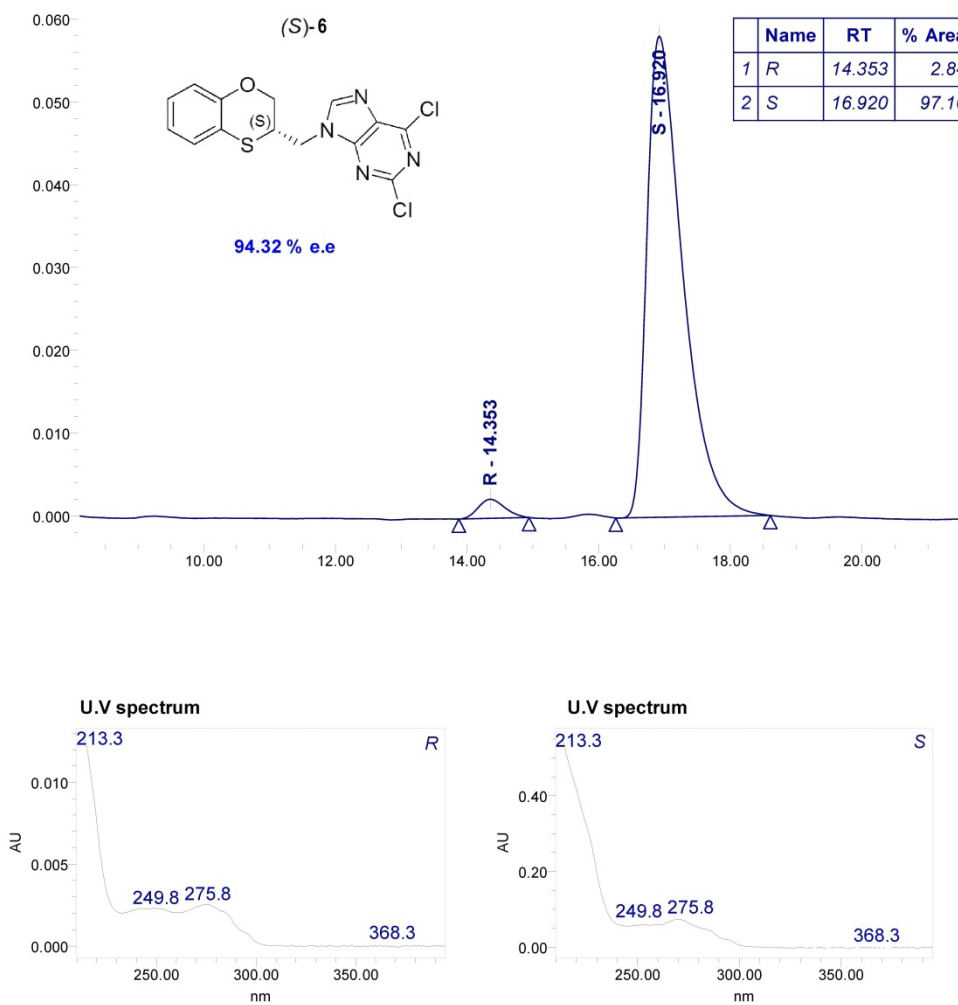 (S)-6
O
(S)
S
N
N
Cl
N
N
Cl
94.32 % e.e
Name RT % Area
1 R 14.353 2.84
2 S 16.920 97.16
S - 16.920
R - 14.353
0.060
0.050
0.040
0.030
0.020
0.010
0.000
10.00 12.00 14.00 16.00 18.00 20.00
U.V spectrum
213.3
R
0.010
0.005
0.000
AU
249.8 275.8
368.3
250.00 300.00 350.00
nm
U.V spectrum
213.3
S
0.40
0.20
0.00
AU
249.8 275.8
368.3
250.00 300.00 350.00
nm